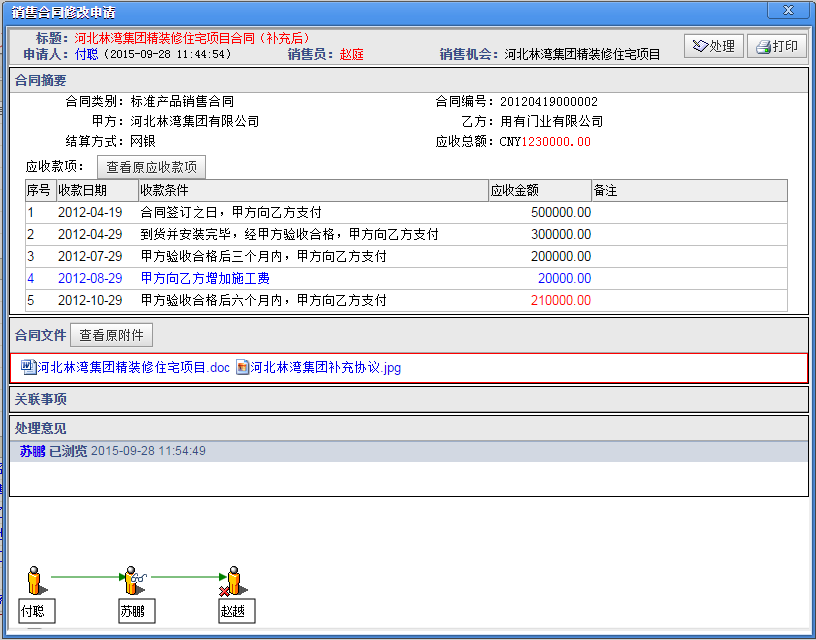 销售合同修改申请
标题：河北林湾集团精装修住宅项目合同（补充后）
申请人：付聪（2015-09-28 11:44:54） 销售员：赵庭 销售机会：河北林湾集团精装修住宅项目 处理 打印
合同摘要
合同类别：标准产品销售合同 合同编号：20120419000002
甲方：河北林湾集团有限公司 乙方：用有门业有限公司
结算方式：网银 应收总额：CNY1230000.00
应收款项： 查看原应收款项
序号 收款日期 收款条件 应收金额 备注
1 2012-04-19 合同签订之日，甲方向乙方支付 500000.00
2 2012-04-29 到货并安装完毕，经甲方验收合格，甲方向乙方支付 300000.00
3 2012-07-29 甲方验收合格后三个月内，甲方向乙方支付 200000.00
4 2012-08-29 甲方向乙方增加施工费 20000.00
5 2012-10-29 甲方验收合格后六个月内，甲方向乙方支付 210000.00
合同文件 查看原附件
河北林湾集团精装修住宅项目.doc 河北林湾集团补充协议.jpg
关联事项
处理意见
苏鹏 已浏览 2015-09-28 11:54:49
付聪 苏鹏 赵越